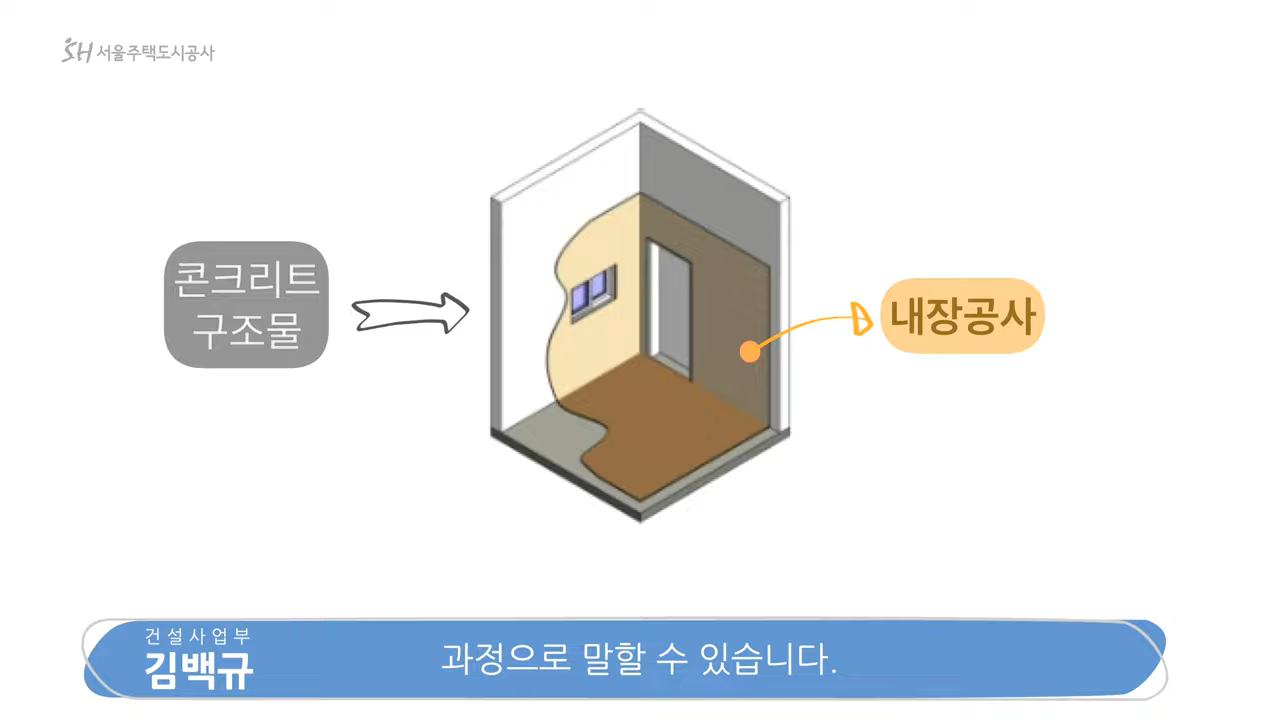 SH 서울주택도시공사
콘크리트
구조물
내장공사
건설사업부
김백규
과정으로 말할 수 있습니다.